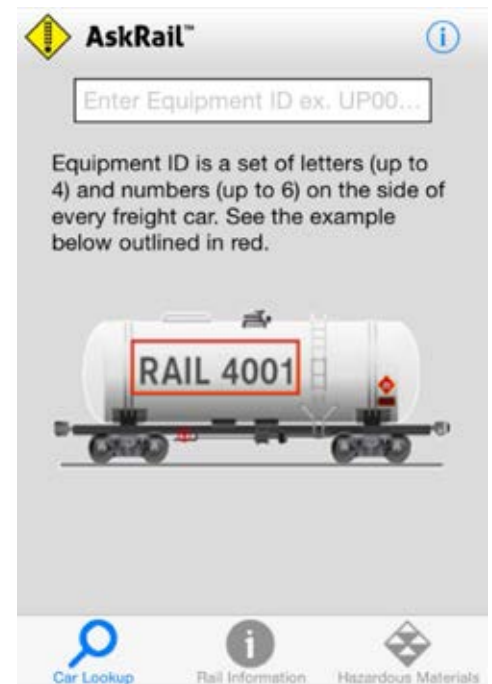 AskRail™
Enter Equipment ID ex. UP00...
Equipment ID is a set of letters (up to
4) and numbers (up to 6) on the side of
every freight car. See the example
below outlined in red.
RAIL 4001
Car Lookup
Rail Information
Hazardous Materials